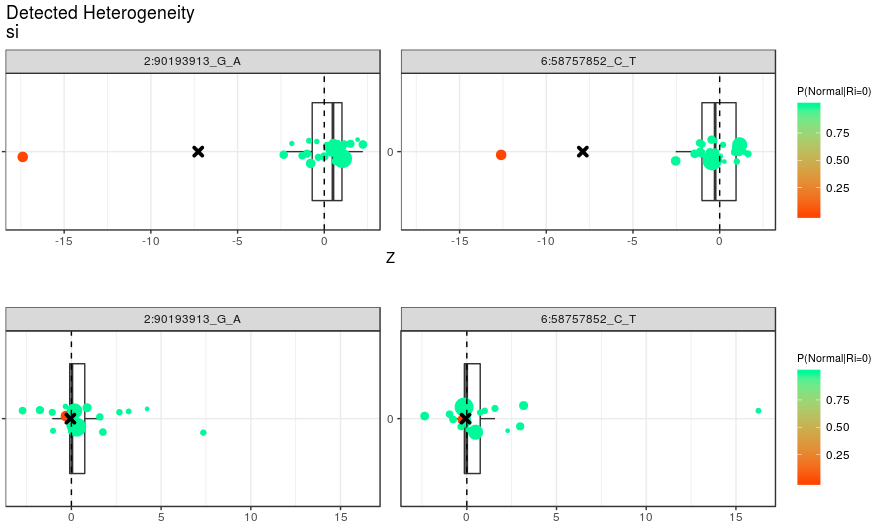 Detected Heterogeneity
si
2:90193913_G_A
6:58757852_C_T
0
-15
-10
-5
0
-15
-10
-5
0
Z
P(Normal|Ri=0)
0.75
0.50
0.25
2:90193913_G_A
6:58757852_C_T
0
0
5
10
15
0
5
10
15
P(Normal|Ri=0)
0.75
0.50
0.25